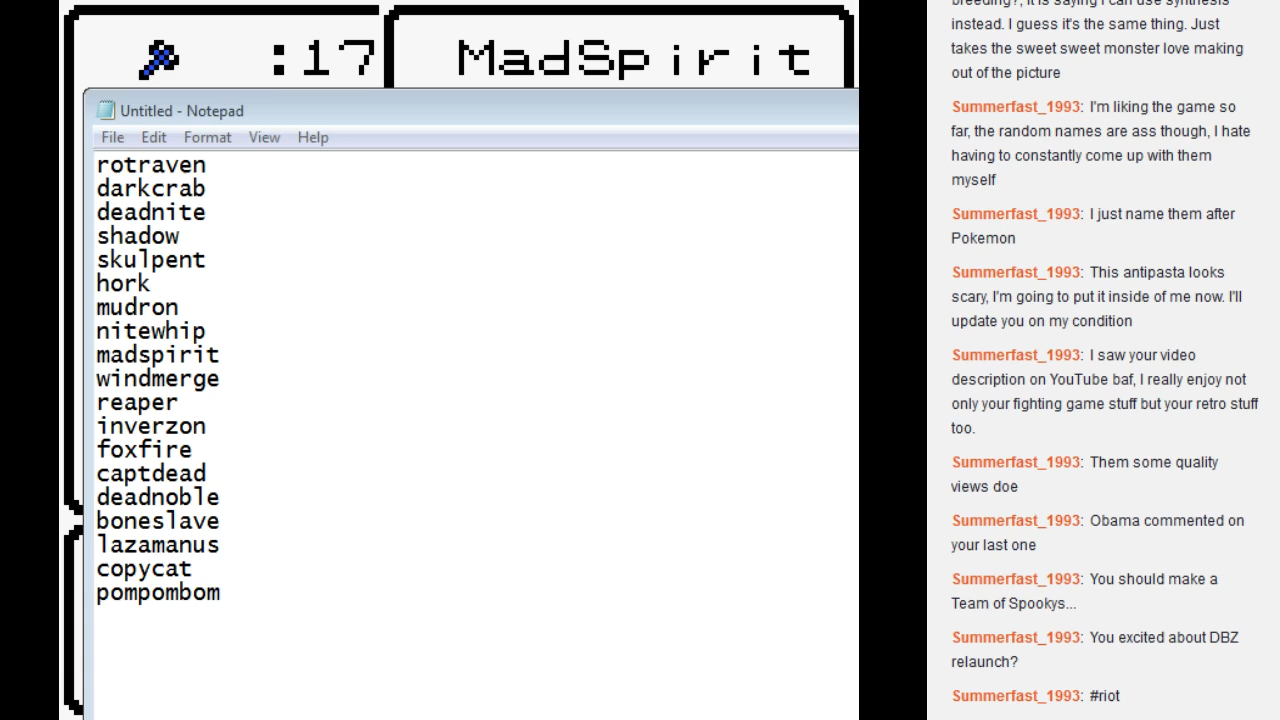 :17
MadSpirit
Untitled - Notepad
File Edit Format View Help
rotraven
darkcrab
deadnite
shadow
skulpent
hork
mudron
nitewhip
madspirit
windmerge
reaper
inverzon
foxfire
captdead
deadnoble
boneslave
lazamanus
copycat
pompombom
breeding?, it is saying I can use synthesis
instead. I guess it's the same thing. Just
takes the sweet sweet monster love making
out of the picture
Summerfast_1993: I'm liking the game so
far, the random names are ass though, I hate
having to constantly come up with them
myself
Summerfast_1993: I just name them after
Pokemon
Summerfast_1993: This antipasta looks
scary, I'm going to put it inside of me now. I'll
update you on my condition
Summerfast_1993: I saw your video
description on YouTube baf, I really enjoy not
only your fighting game stuff but your retro stuff
too.
Summerfast_1993: Them some quality
views doe
Summerfast_1993: Obama commented on
your last one
Summerfast_1993: You should make a
Team of Spookys...
Summerfast_1993: You excited about DBZ
relaunch?
Summerfast_1993: #riot